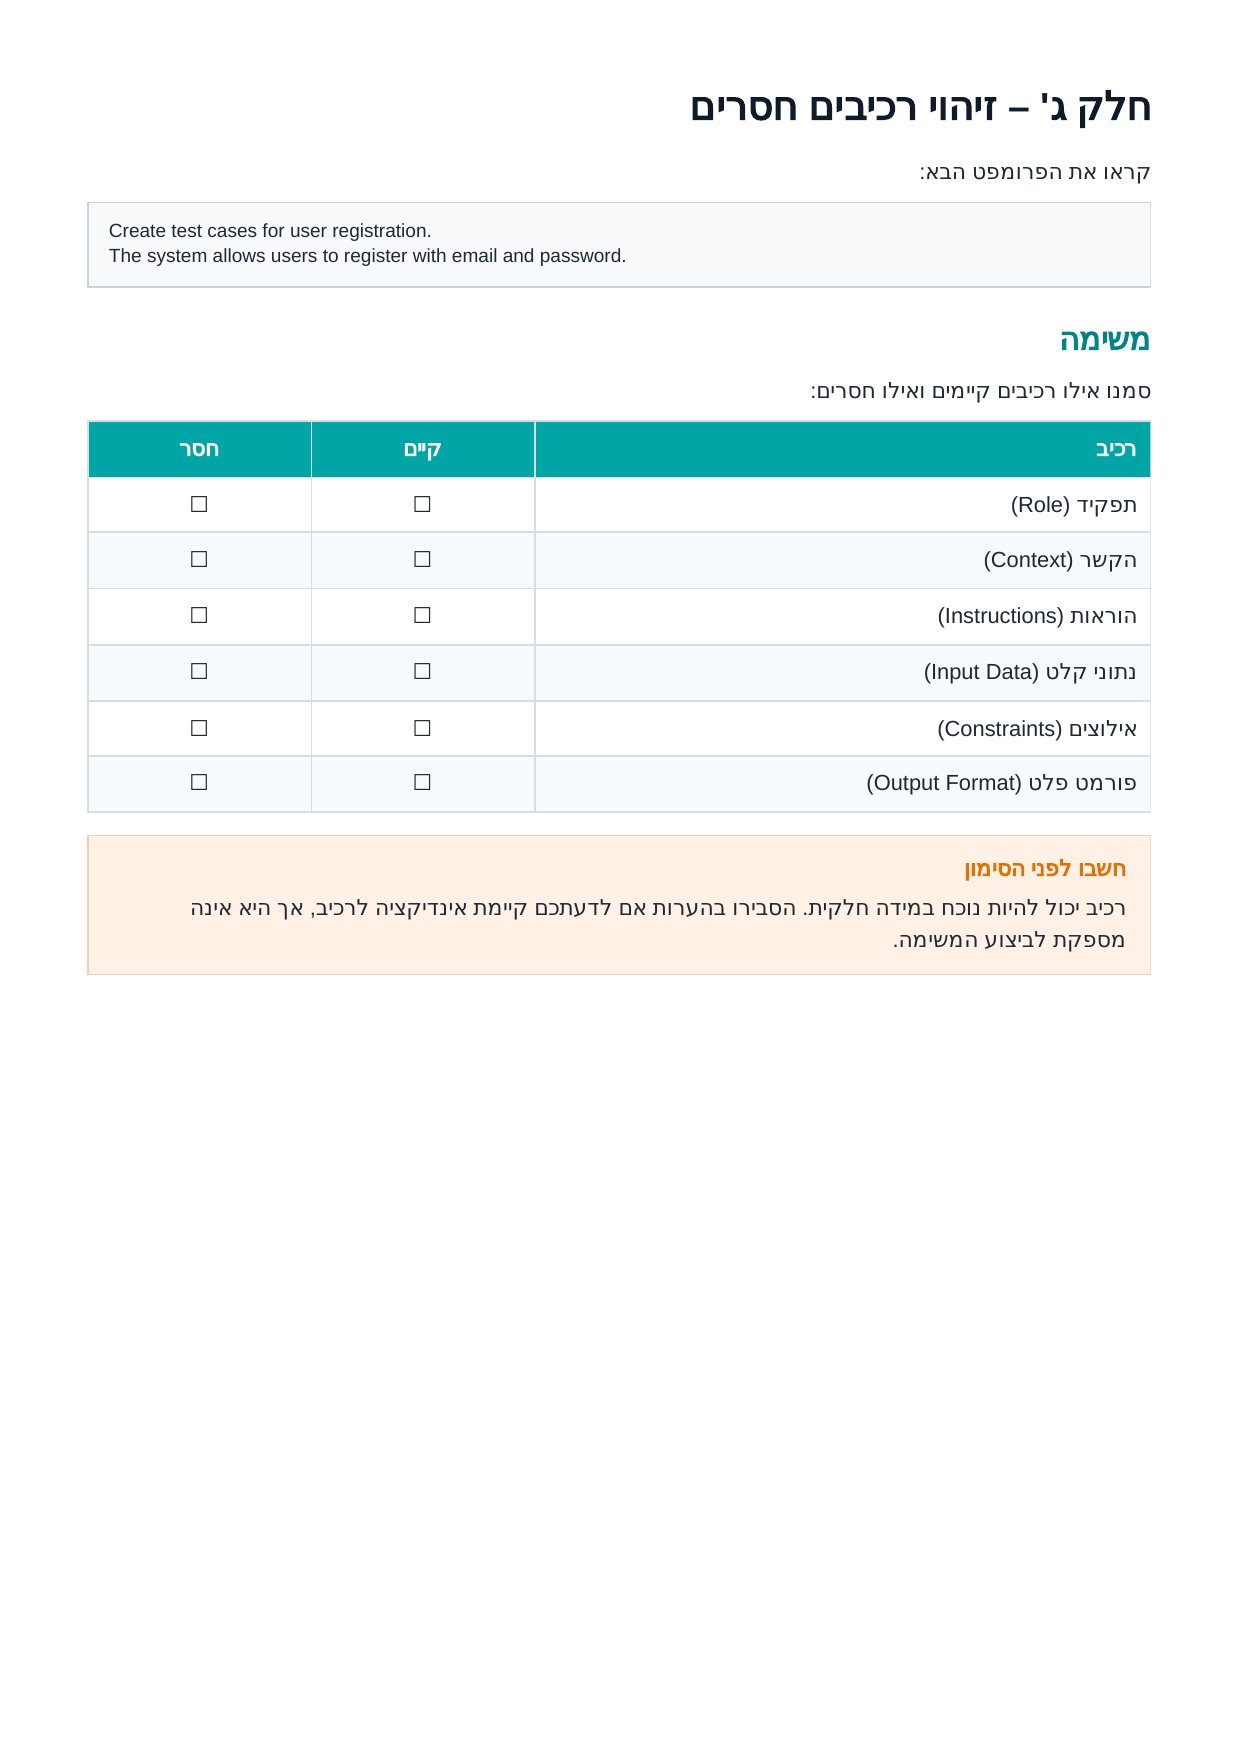 חלק ג' – זיהוי רכיבים חסרים
קראו את הפרומפט הבא:
Create test cases for user registration.
The system allows users to register with email and password.
משימה
סמנו אילו רכיבים קיימים ואילו חסרים:
רכיב קיים חסר
תפקיד (Role) ☐ ☐
הקשר (Context) ☐ ☐
הוראות (Instructions) ☐ ☐
נתוני קלט (Input Data) ☐ ☐
אילוצים (Constraints) ☐ ☐
פורמט פלט (Output Format) ☐ ☐
חשבו לפני הסימון
רכיב יכול להיות נוכח במידה חלקית. הסבירו בהערות אם לדעתכם קיימת אינדיקציה לרכיב, אך היא אינה
מספקת לביצוע המשימה.